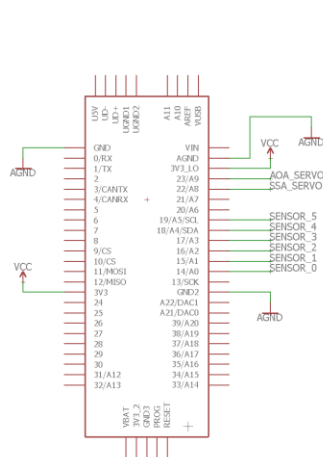 U5V UD- UD+ UGND1 UGND2 A11 A10 AREF VUSB
GND VIN
AGND
0/RX AGND
VCC
AGND
1/TX 3V3_LO
2 23/A9 AOA_SERVO
3/CANTX 22/A8 SSA_SERVO
4/CANRX 21/A7
5 20/A6
6 19/A5/SCL SENSOR_5
7 18/A4/SDA SENSOR_4
8 17/A3 SENSOR_3
9/CS 16/A2 SENSOR_2
10/CS 15/A1 SENSOR_1
VCC
11/MOSI 14/A0 SENSOR_0
12/MISO 13/SCK
3V3 GND2
24 A22/DAC1
25 A21/DAC0
AGND
26 39/A20
27 38/A19
28 37/A18
29 36/A17
30 35/A16
31/A12 34/A15
32/A13 33/A14
VBAT 3V3_2 GND3 PROG RESET